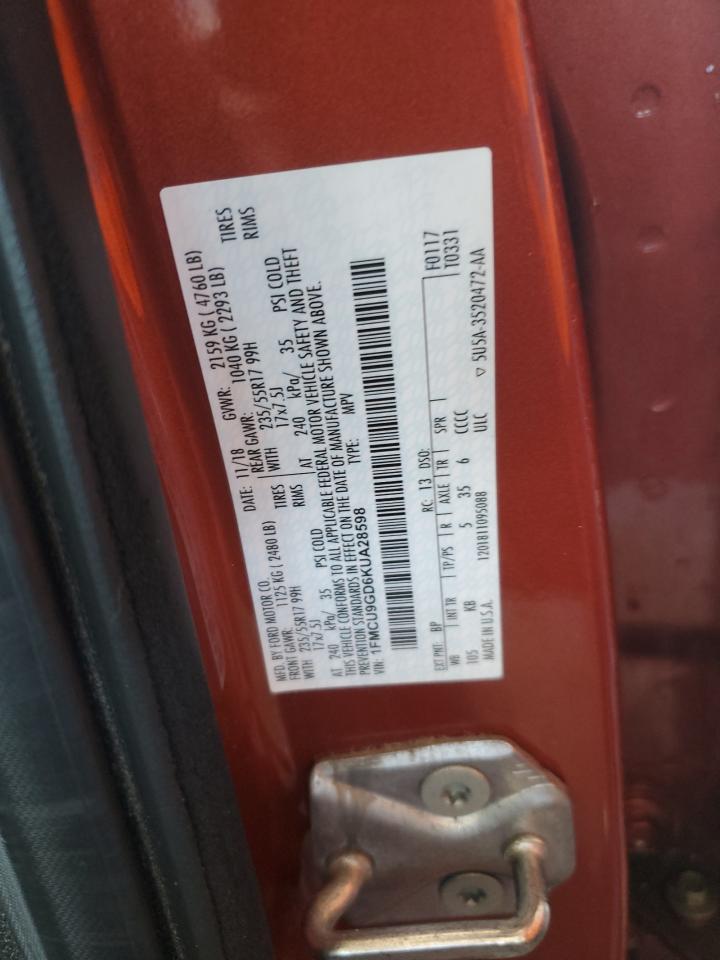 MFD. BY FORD MOTOR CO. DATE: 11/18 GVWR: 2159 KG ( 4760 LB)
FRONT GAWR: 1125 KG ( 2480 LB) REAR GAWR: 1040 KG ( 2293 LB)
WITH 235/55R17 99H TIRES WITH 235/55R17 99H TIRES
17x7.5J RIMS 17x7.5J RIMS
AT 240 kPa/ 35 PSI COLD AT 240 kPa/ 35 PSI COLD
THIS VEHICLE CONFORMS TO ALL APPLICABLE FEDERAL MOTOR VEHICLE SAFETY AND THEFT
PREVENTION STANDARDS IN EFFECT ON THE DATE OF MANUFACTURE SHOWN ABOVE.
VIN: 1FMCU9GD6KUA28598 TYPE: MPV
F0117
EXT PNT: BP RC: 13 DSO: T0331
WB INT TR TP/PS R AXLE TR SPR
105 KB 5 35 6 CCCC
MADE IN U.S.A. 120181109508​8 ULC ▽ 5U5A-3520472-AA